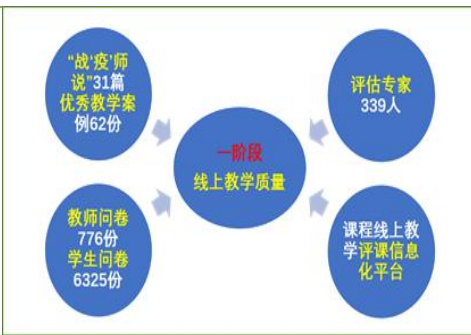 “战‘疫’师
说”31篇
优秀教学案
例62份
评估专家
339人
一阶段
线上教学质量
教师问卷
776份
学生问卷
6325份
课程线上教
学评课信息
化平台